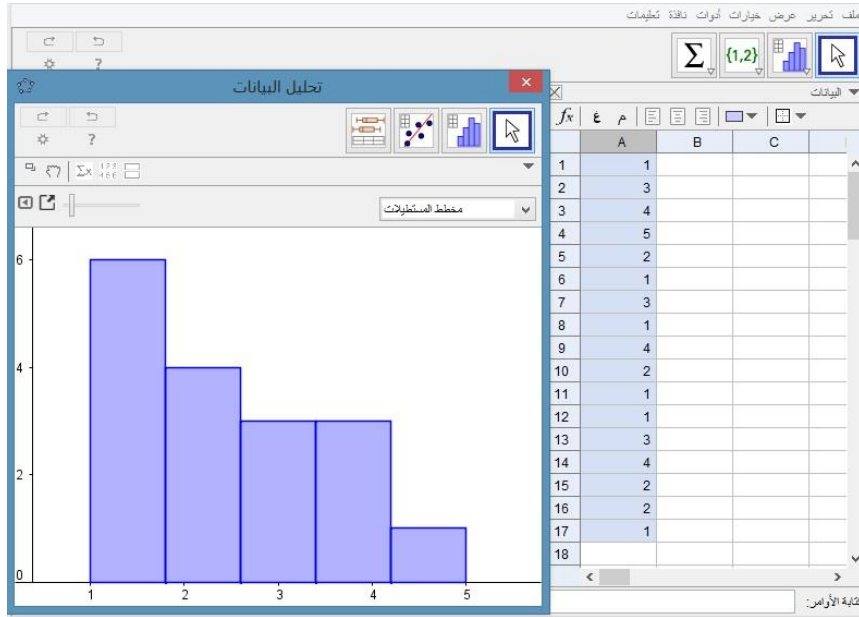 ملف تحرير عرض خيارات أدوات نافذة تعليمات
Σ {1,2}
تحليل البيانات
?
?
Σx 123 456
مخطط المستطيلات
6
4
2
0
1 2 3 4 5
البيانات
fx غ م
A B C
1 1
2 3
3 4
4 5
5 2
6 1
7 3
8 1
9 4
10 2
11 1
12 1
13 3
14 4
15 2
16 2
17 1
18
كتابة الأوامر: